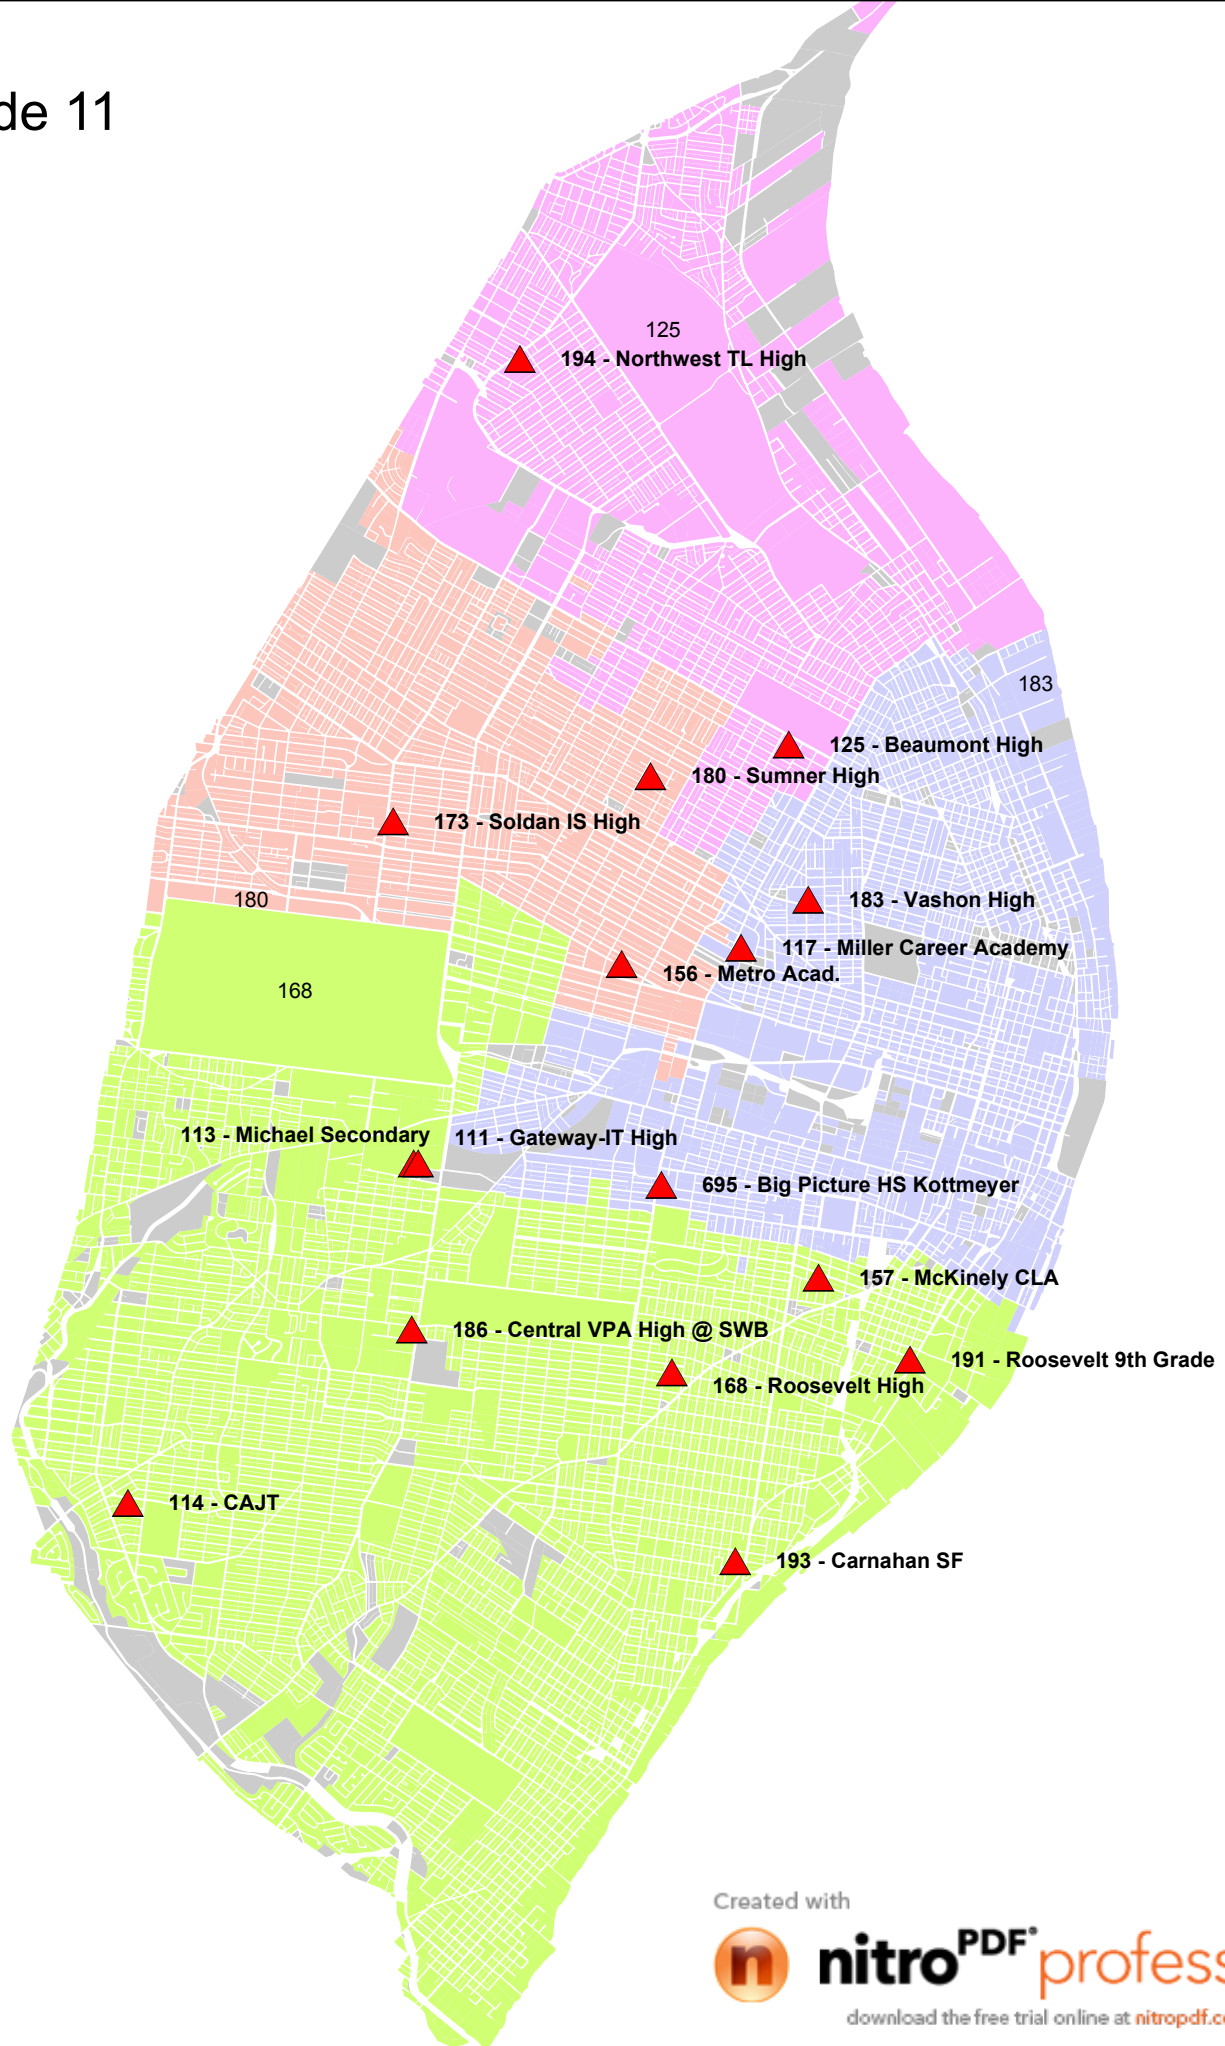 de 11
125
194 - Northwest TL High
183
125 - Beaumont High
180 - Sumner High
173 - Soldan IS High
180
183 - Vashon High
117 - Miller Career Academy
156 - Metro Acad.
168
113 - Michael Secondary
111 - Gateway-IT High
695 - Big Picture HS Kottmeyer
157 - McKinely CLA
186 - Central VPA High @ SWB
191 - Roosevelt 9th Grade
168 - Roosevelt High
114 - CAJT
193 - Carnahan SF
Created with
n nitroPDF® profess
download the free trial online at nitropdf.c